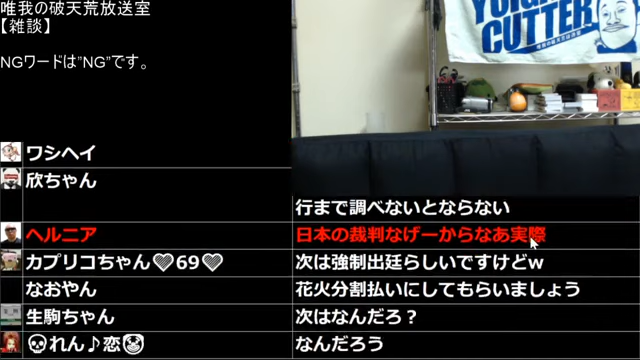 唯我の破天荒放送室
【雑談】
NGワードは"NG"です。
YUIGA
CUTTER
ワシヘイ
欣ちゃん
行まで調べないとならない
ヘルニア 日本の裁判なげーからなあ実際
カプリコちゃん🤍69🤍 次は強制出廷らしいですけどw
なおやん 花火分割払いにしてもらいましょう
生駒ちゃん 次はなんだろ？
💀れん♪恋🤡 なんだろう